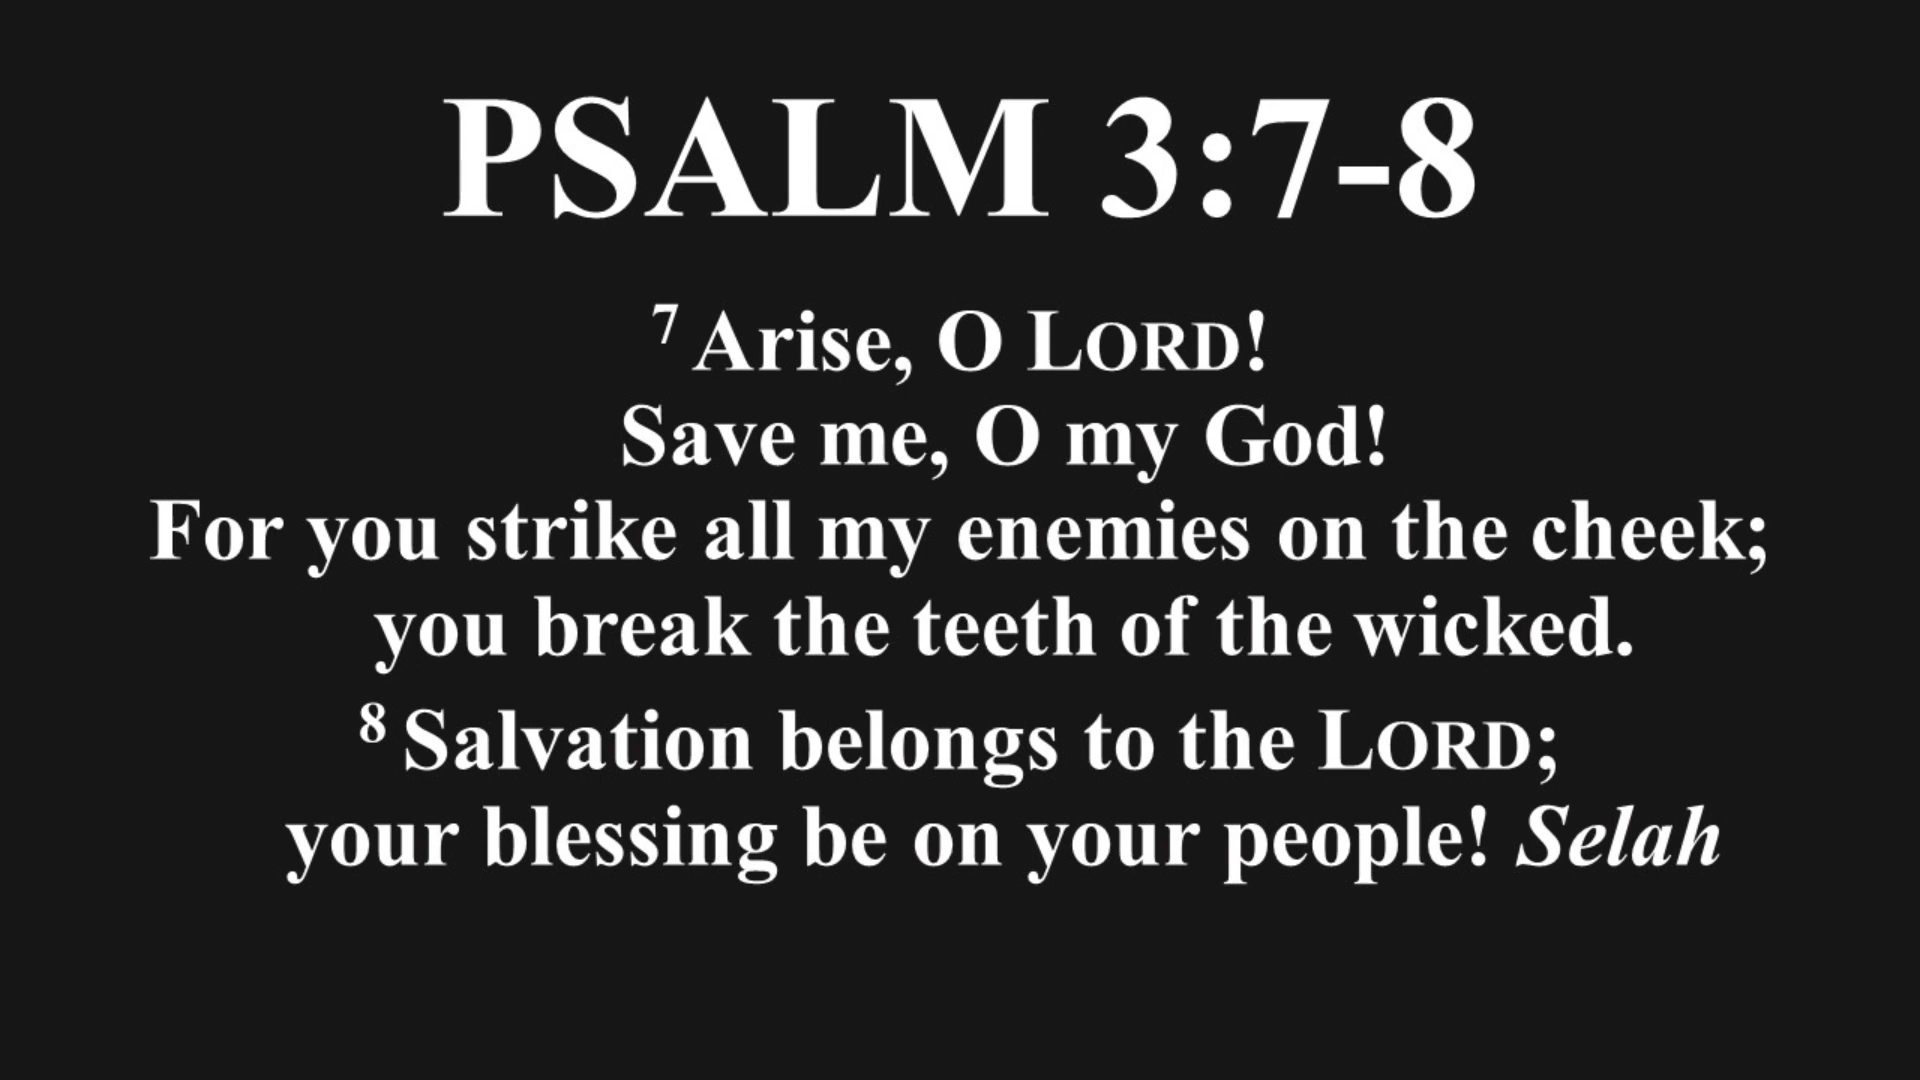 PSALM 3:7-8
7 Arise, O LORD!
Save me, O my God!
For you strike all my enemies on the cheek;
you break the teeth of the wicked.
8 Salvation belongs to the LORD;
your blessing be on your people! Selah